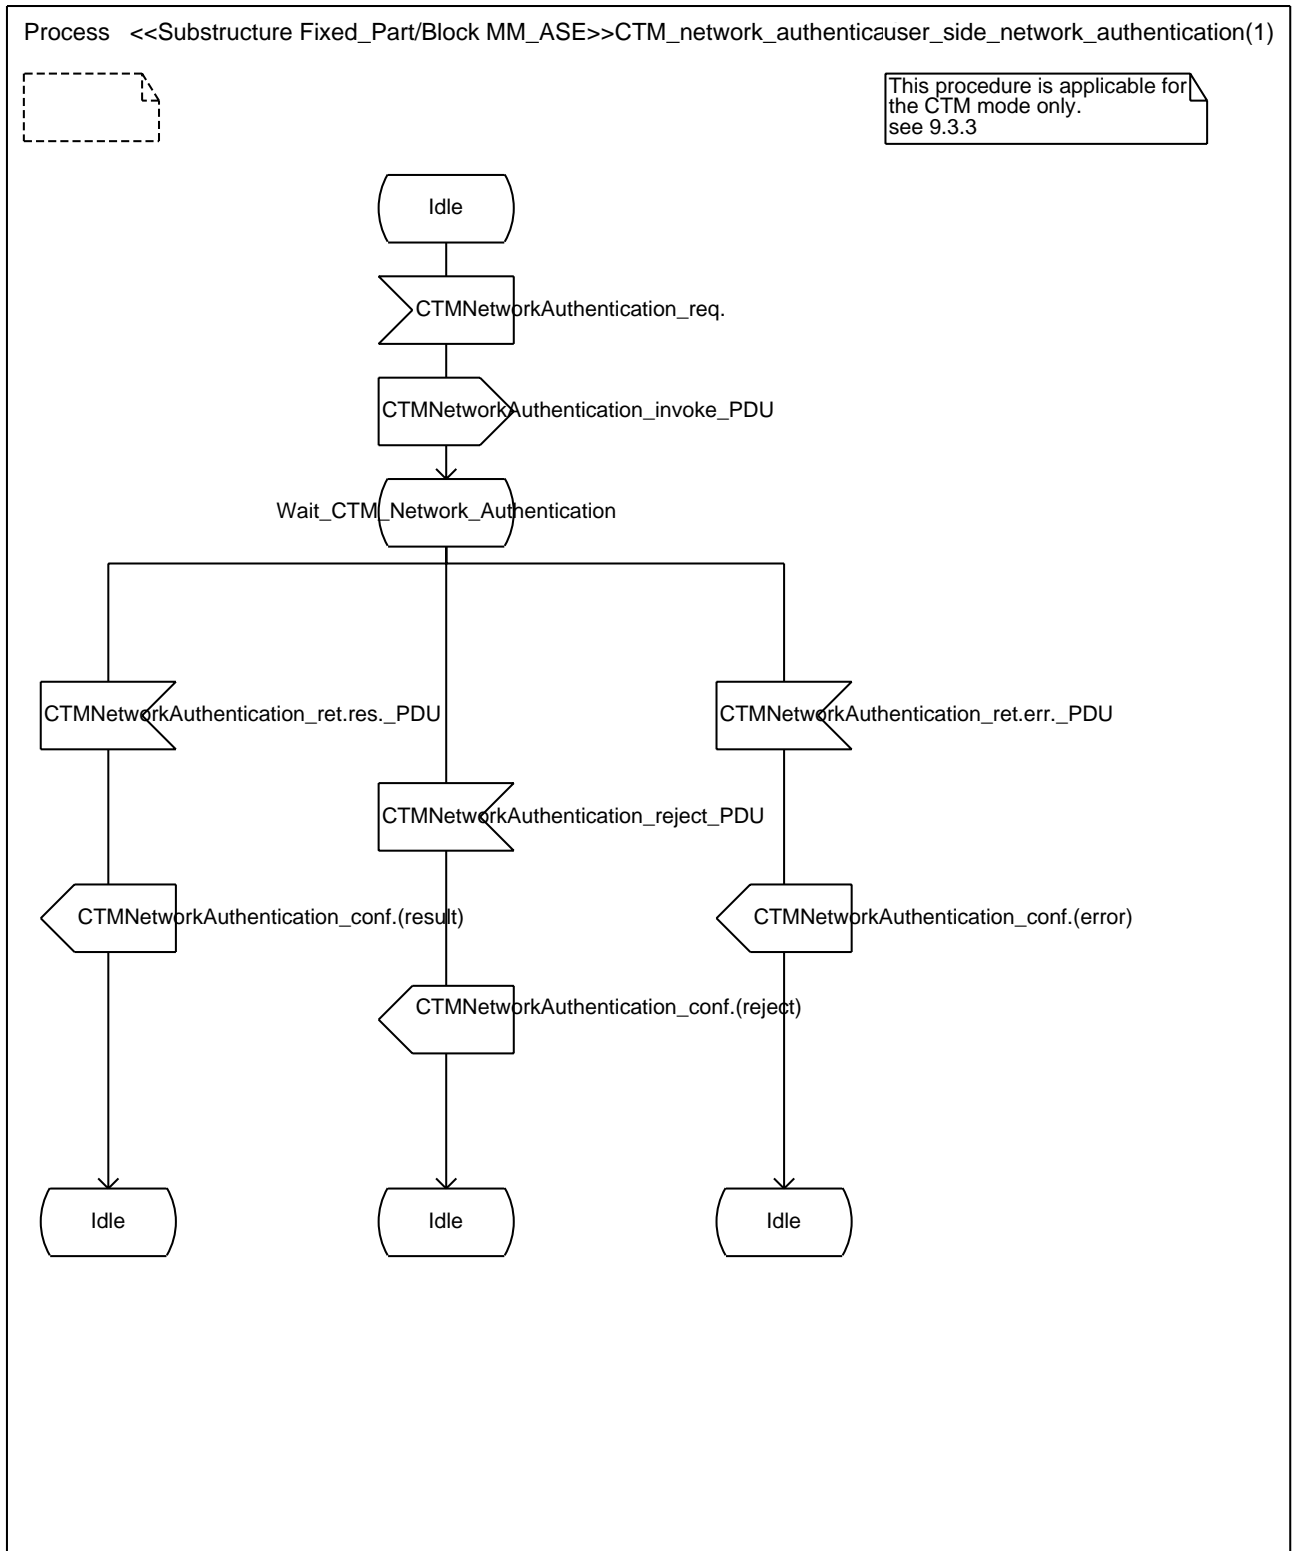 Process <<Substructure Fixed_Part/Block MM_ASE>>CTM_network_authenticauser_side_network_authentication(1)
This procedure is applicable for
the CTM mode only.
see 9.3.3
Idle
CTMNetworkAuthentication_req.
CTMNetworkAuthentication_invoke_PDU
Wait_CTM_Network_Authentication
CTMNetworkAuthentication_ret.res._PDU
CTMNetworkAuthentication_ret.err._PDU
CTMNetworkAuthentication_reject_PDU
CTMNetworkAuthentication_conf.(result)
CTMNetworkAuthentication_conf.(error)
CTMNetworkAuthentication_conf.(reject)
Idle
Idle
Idle